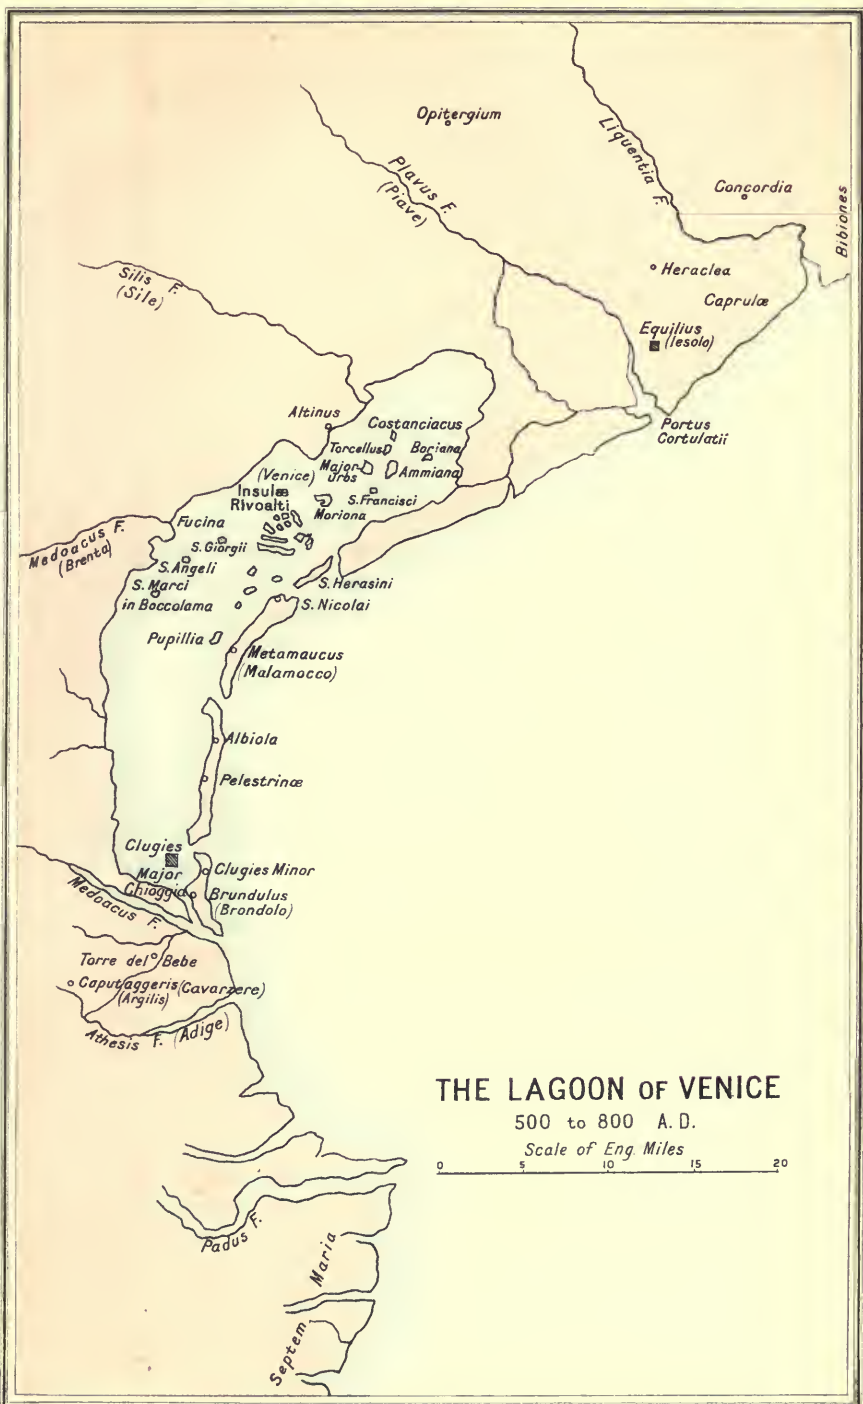 Opitergium
Liquentia F.
Plavus F.
(Piave)
Concordia
Bibiones
Heraclea
Caprulæ
Silis F.
(Sile)
Equilius
(Iesolo)
Portus
Cortulatii
Altinus
Costanciacus
Torcellus
Boriana
Major
Urbs
Ammiana
(Venice)
Insulæ
Rivoalti
S. Francisci
Moriona
Fucina
Medoacus F.
(Brenta)
S. Giorgii
S. Angeli
S. Marci
in Boccolama
S. Herasini
S. Nicolai
Pupillia
Metamaucus
(Malamocco)
Albiola
Pelestrinæ
Clugies
Major
Chioggia
Clugies Minor
Brundulus
(Brondolo)
Medoacus F.
Torre del Bebe
Caput aggeris (Cavarzere)
(Argilis)
Athesis F. (Adige)
THE LAGOON OF VENICE
500 to 800 A.D.
Scale of Eng. Miles
0 5 10 15 20
Padus F.
Septem Maria